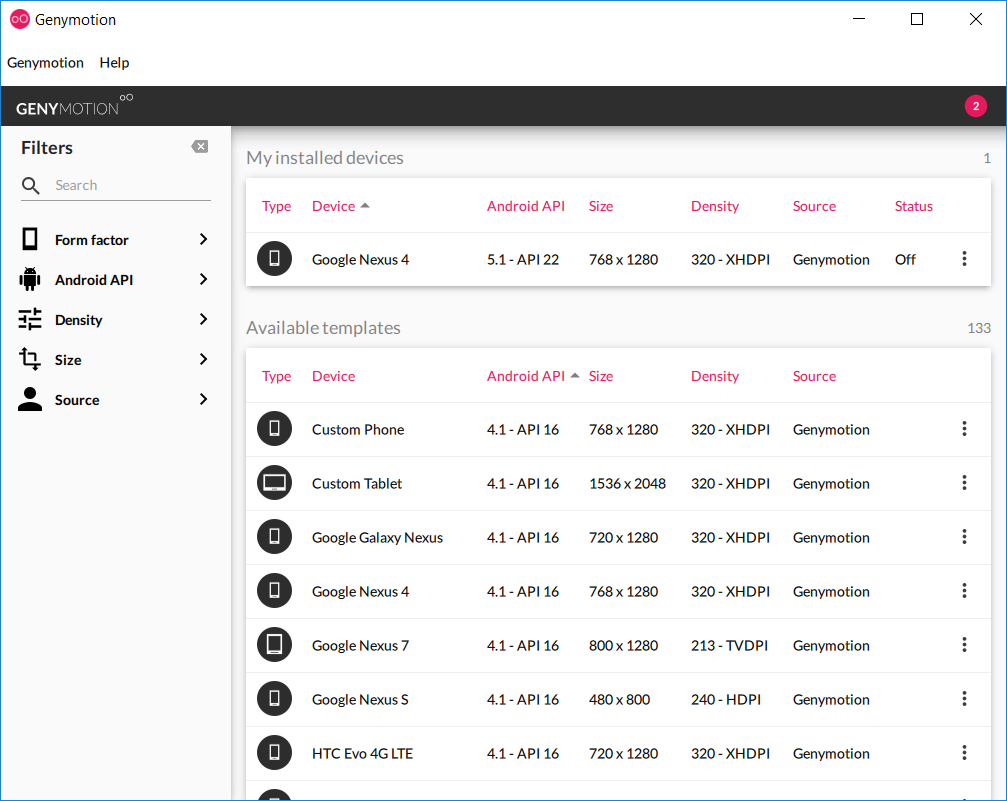 Genymotion
Genymotion Help
GENYMOTION
2
Filters
Search
Form factor
Android API
Density
Size
Source
My installed devices 1
Type Device Android API Size Density Source Status
Google Nexus 4 5.1 - API 22 768 x 1280 320 - XHDPI Genymotion Off
Available templates 133
Type Device Android API Size Density Source
Custom Phone 4.1 - API 16 768 x 1280 320 - XHDPI Genymotion
Custom Tablet 4.1 - API 16 1536 x 2048 320 - XHDPI Genymotion
Google Galaxy Nexus 4.1 - API 16 720 x 1280 320 - XHDPI Genymotion
Google Nexus 4 4.1 - API 16 768 x 1280 320 - XHDPI Genymotion
Google Nexus 7 4.1 - API 16 800 x 1280 213 - TVDPI Genymotion
Google Nexus S 4.1 - API 16 480 x 800 240 - HDPI Genymotion
HTC Evo 4G LTE 4.1 - API 16 720 x 1280 320 - XHDPI Genymotion